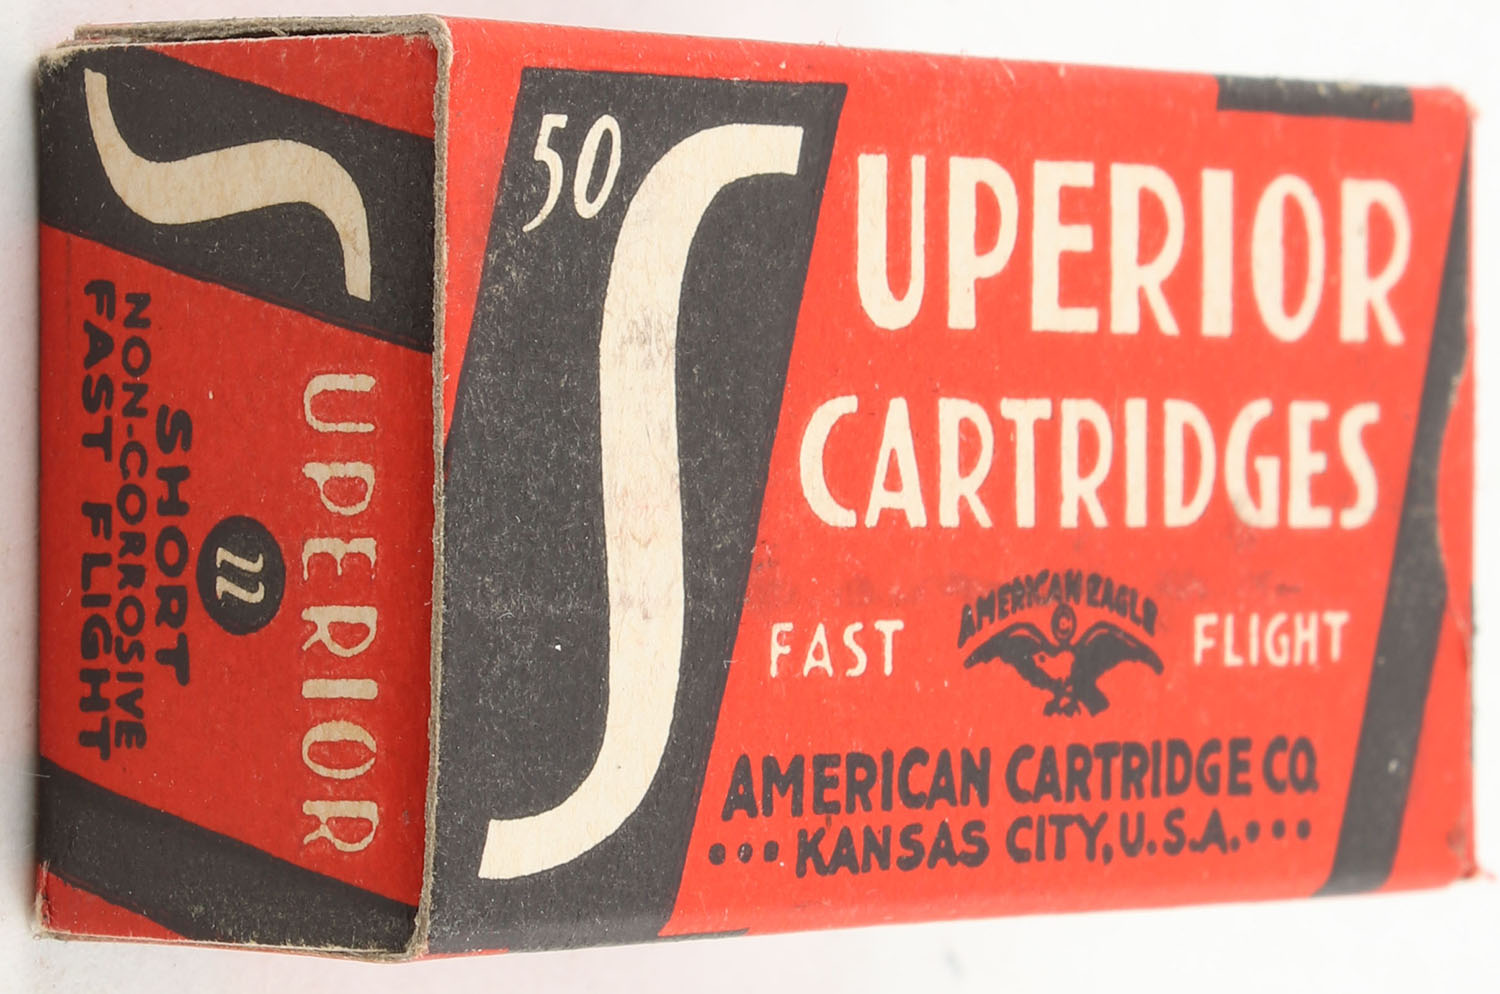 50
SUPERIOR
CARTRIDGES
AMERICAN EAGLE
FAST FLIGHT
AMERICAN CARTRIDGE CO.
...KANSAS CITY, U.S.A....
SUPERIOR
22
SHORT
NON-CORROSIVE
FAST FLIGHT